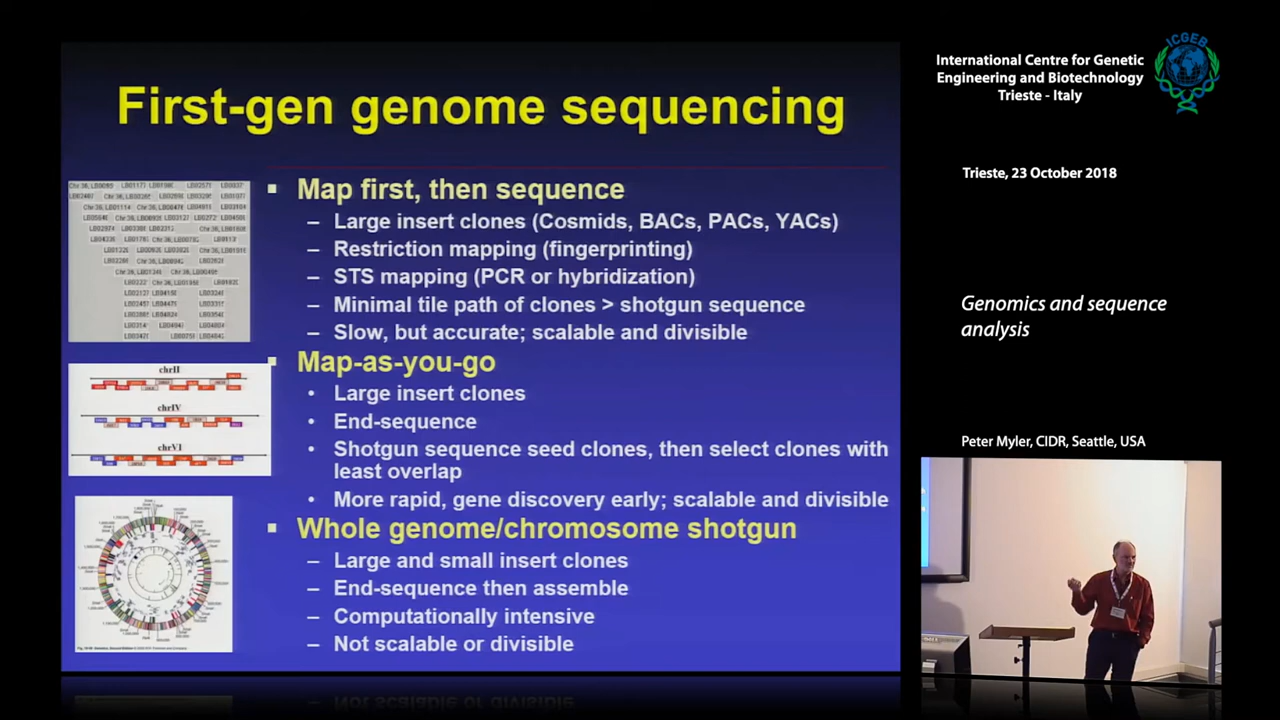 First-gen genome sequencing
▪ Map first, then sequence
– Large insert clones (Cosmids, BACs, PACs, YACs)
– Restriction mapping (fingerprinting)
– STS mapping (PCR or hybridization)
– Minimal tile path of clones > shotgun sequence
– Slow, but accurate; scalable and divisible
▪ Map-as-you-go
• Large insert clones
• End-sequence
• Shotgun sequence seed clones, then select clones with
least overlap
• More rapid, gene discovery early; scalable and divisible
▪ Whole genome/chromosome shotgun
– Large and small insert clones
– End-sequence then assemble
– Computationally intensive
– Not scalable or divisible
chrII
chrIV
chrVI
International Centre for Genetic
Engineering and Biotechnology
Trieste - Italy
ICGEB
Trieste, 23 October 2018
Genomics and sequence
analysis
Peter Myler, CIDR, Seattle, USA